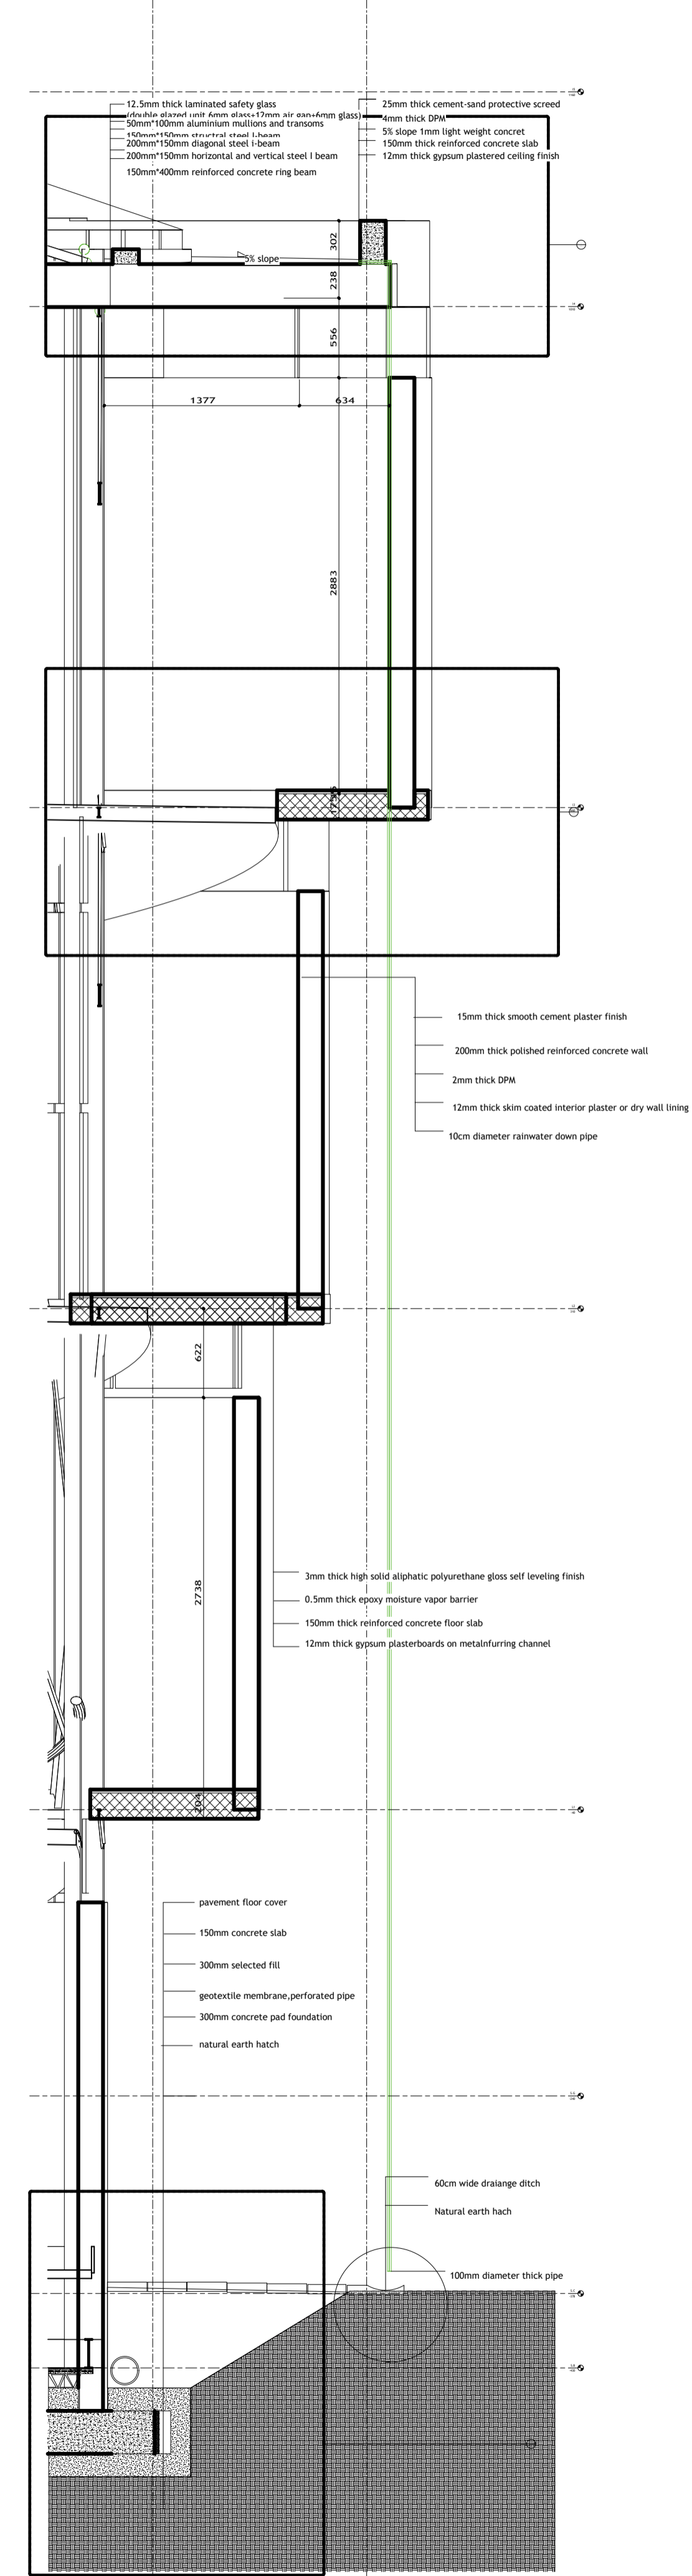 12.5mm thick laminated safety glass
(double glazed unit 6mm glass+12mm air gap+6mm glass)
50mm*100mm aluminium mullions and transoms
150mm*150mm structral steel I-beam
200mm*150mm diagonal steel i-beam
200mm*150mm horizontal and vertical steel I beam
150mm*400mm reinforced concrete ring beam
25mm thick cement-sand protective screed
4mm thick DPM
5% slope 1mm light weight concret
150mm thick reinforced concrete slab
12mm thick gypsum plastered ceiling finish
302
5% slope
238
556
1377
634
2883
15mm thick smooth cement plaster finish
200mm thick polished reinforced concrete wall
2mm thick DPM
12mm thick skim coated interior plaster or dry wall lining
10cm diameter rainwater down pipe
622
3mm thick high solid aliphatic polyurethane gloss self leveling finish
0.5mm thick epoxy moisture vapor barrier
2738
150mm thick reinforced concrete floor slab
12mm thick gypsum plasterboards on metalnfurring channel
204
pavement floor cover
150mm concrete slab
300mm selected fill
geotextile membrane,perforated pipe
300mm concrete pad foundation
natural earth hatch
60cm wide draiange ditch
Natural earth hach
100mm diameter thick pipe